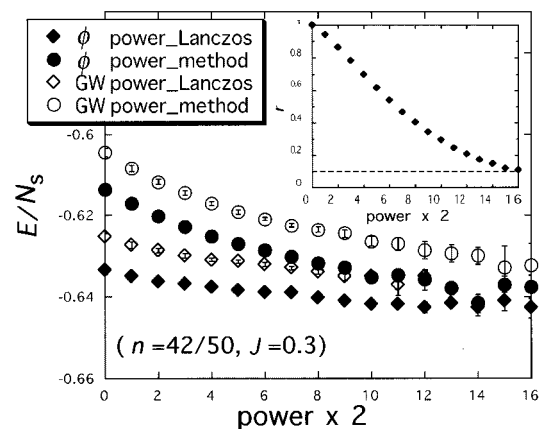 ϕ power_Lanczos
ϕ power_method
GW power_Lanczos
GW power_method
1
0.8
0.6
0.4
0.2
0
r
0 2 4 6 8 10 12 14 16
power x 2
-0.6
-0.62
-0.64
-0.66
E/Ns
(n=42/50, J=0.3)
0 2 4 6 8 10 12 14 16
power x 2